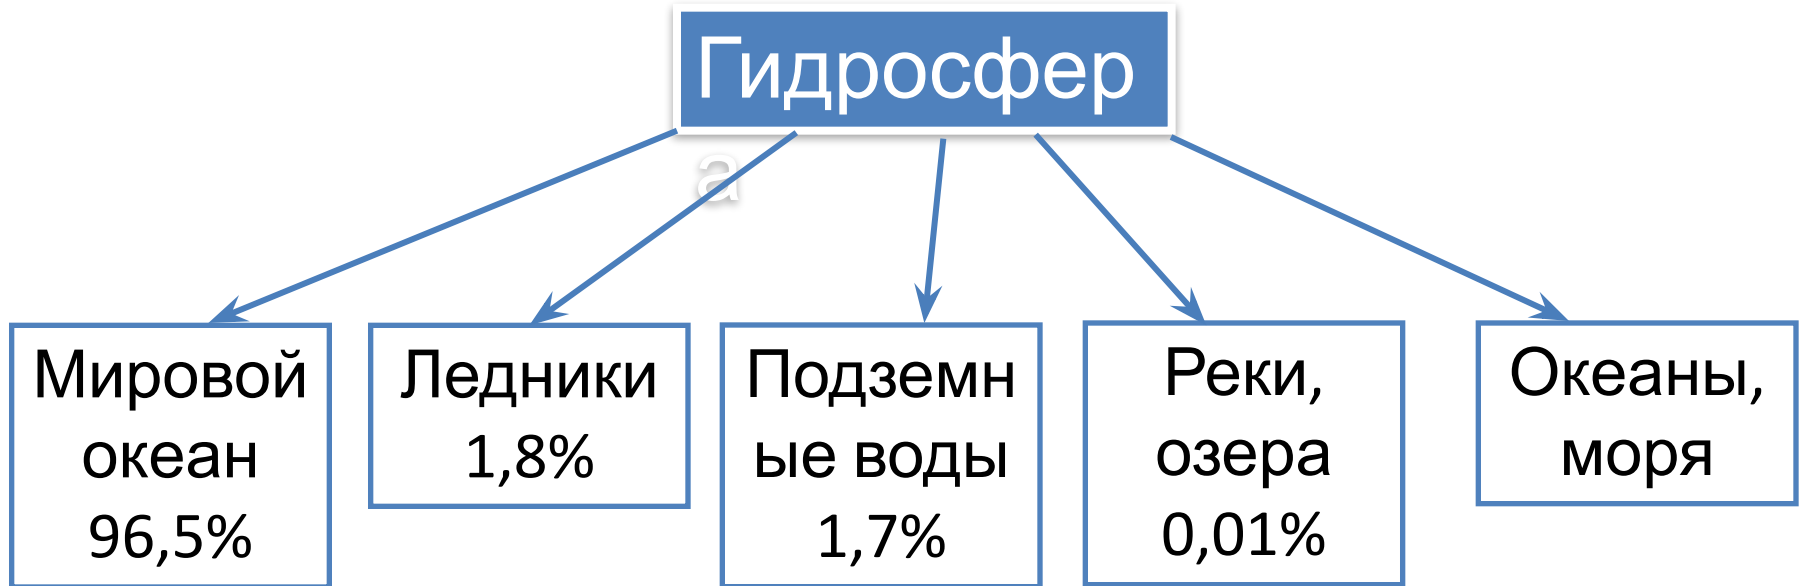 Гидросфер
а
Мировой
океан
96,5%
Ледники
1,8%
Подземн
ые воды
1,7%
Реки,
озера
0,01%
Океаны,
моря